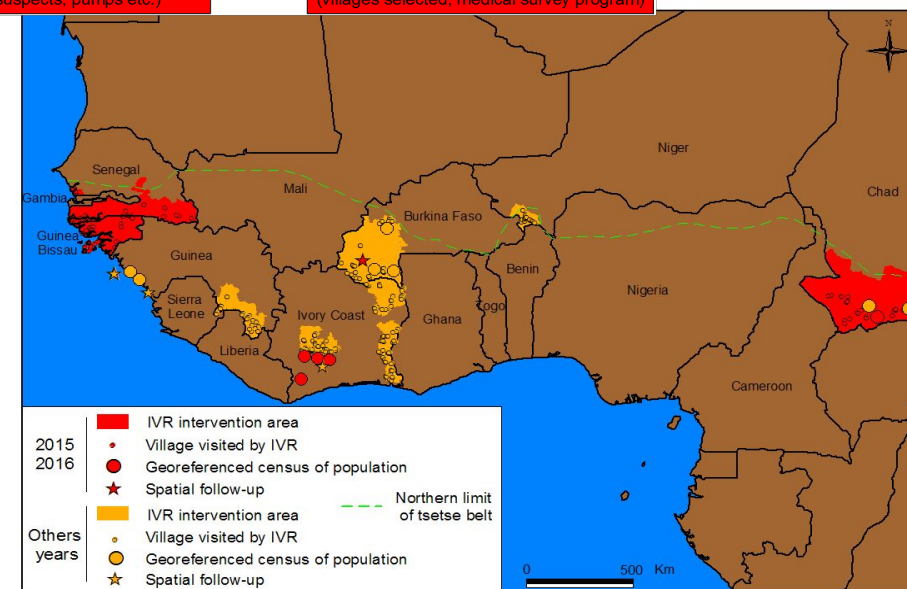 suspects, pumps etc.)
(villages selected, medical survey program)
N
Niger
Senegal
Chad
Mali
Gambia
Burkina Faso
Guinea
Bissau
Guinea
Benin
Nigeria
Sierra
Leone
Ivory Coast
Ghana
Togo
Liberia
Cameroon
2015
2016
IVR intervention area
Village visited by IVR
Georeferenced census of population
Spatial follow-up
Northern limit
of tsetse belt
Others
years
IVR intervention area
Village visited by IVR
Georeferenced census of population
Spatial follow-up
0 500 Km